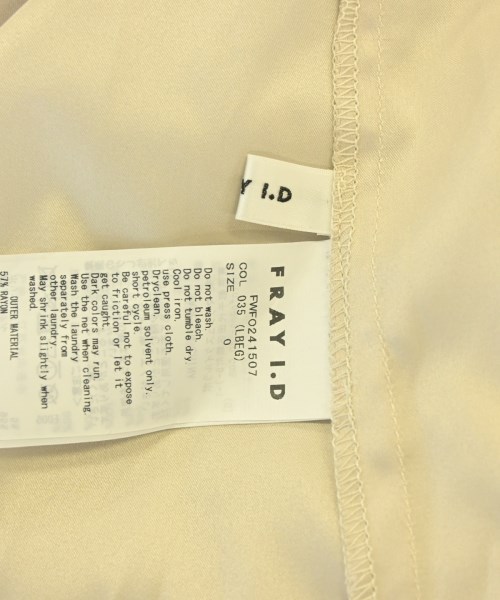 Y I.D
FRAY I.D
FWFO241507
COL 035 (LBEG)
SIZE 0
Do not wash.
Do not bleach.
Do not tumble dry.
Cool iron.
use press cloth.
Dryclean.
petroleum solvent only.
short cycle.
Be careful not to expose
to friction or let it
get caught.
Dark colors may run.
Use the net when cleaning.
Wash the laundry
separately from
other laundry.
May shrink slightly when
washed.
OUTER MATERIAL
57% RAYON